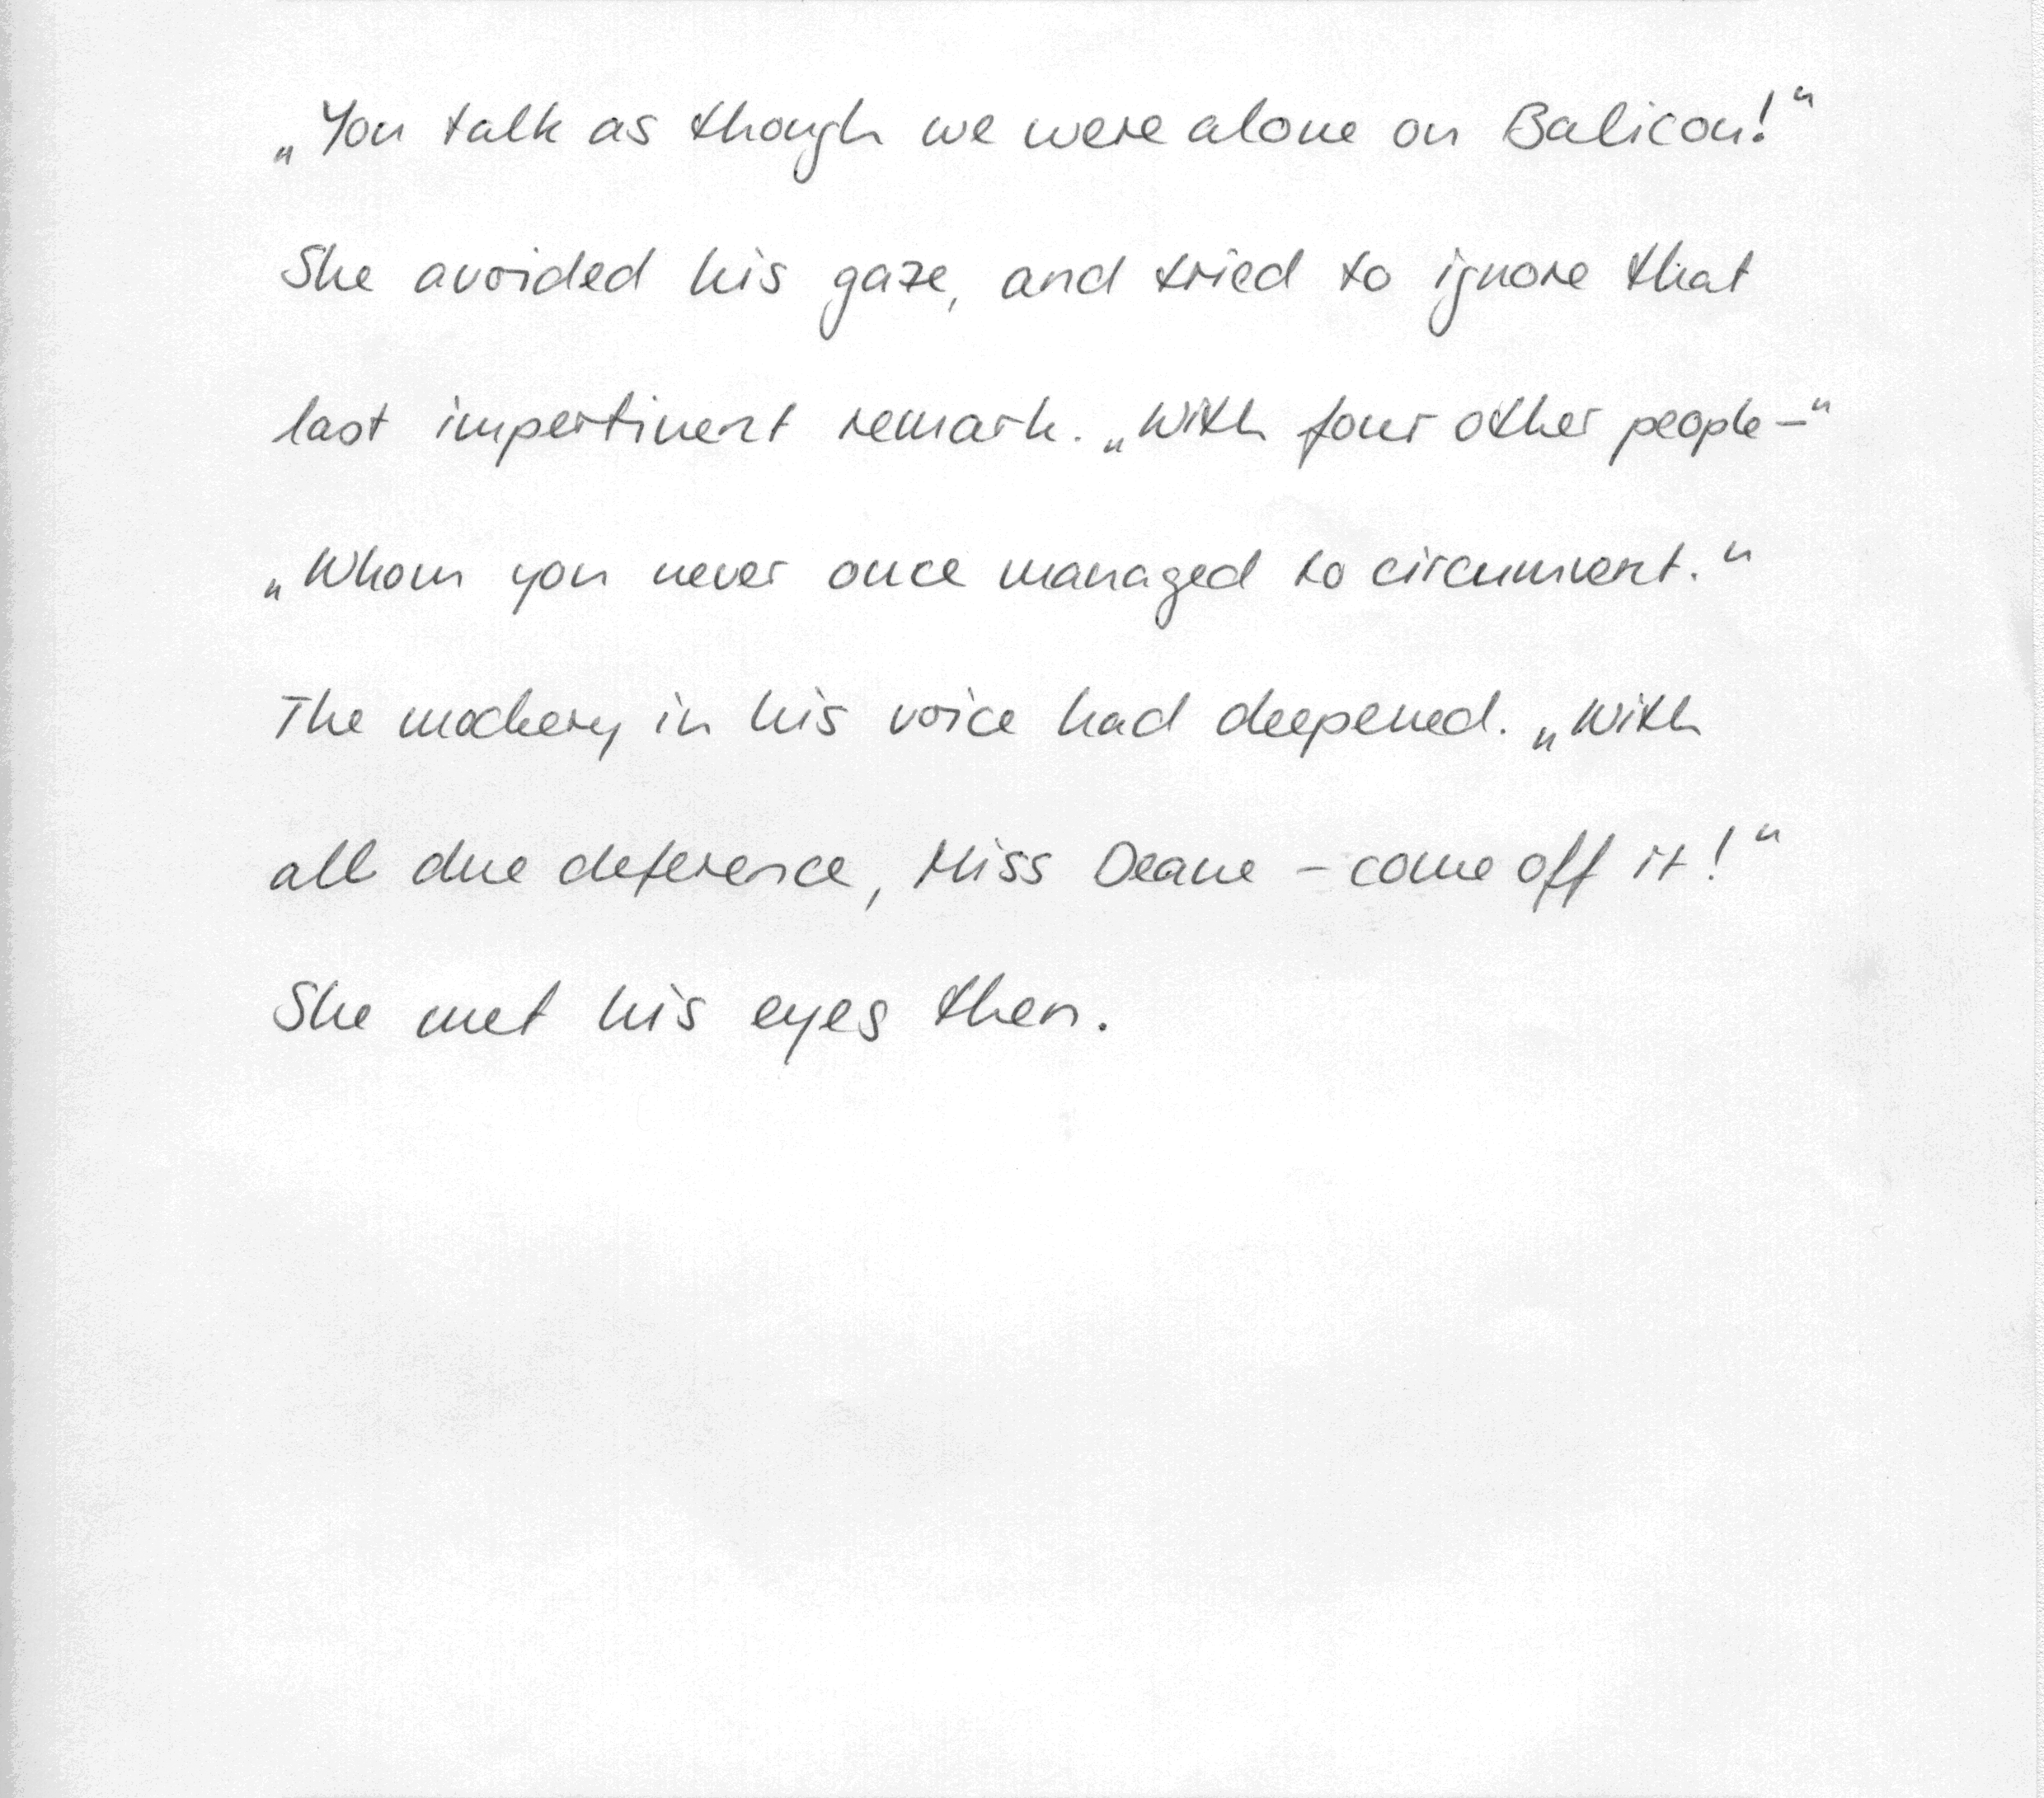 „You talk as though we were alone on Balicon!“
She avoided his gaze, and tried to ignore that
last impertinent remark. „With four other people –“
„Whom you never once managed to circumvent.“
The mockery in his voice had deepened. „With
all due deference, Miss Deane – come off it!“
She met his eyes then.